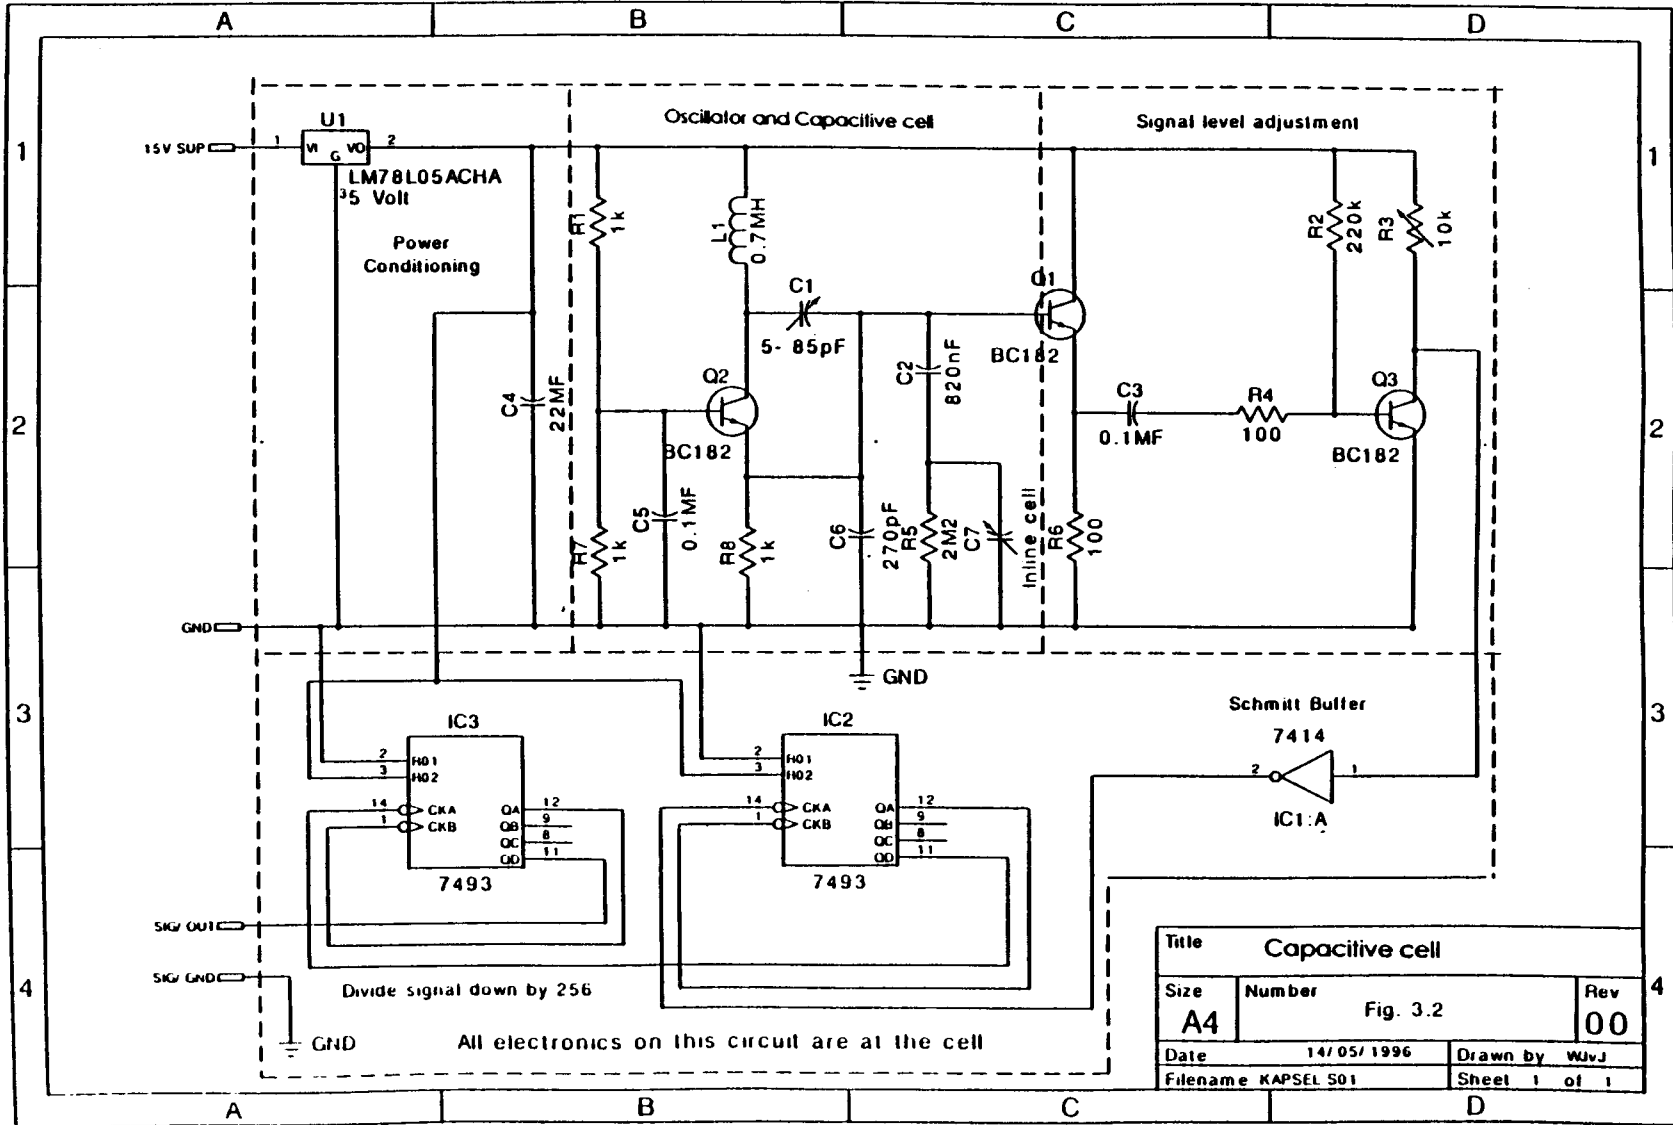 A B C D
1 1
2 2
3 3
4 4
A B C D
Oscillator and Capacitive cell
Signal level adjustment
15V SUP
1
U1
VI
G
VO
2
LM78L05ACHA
3
5 Volt
Power
Conditioning
R1
1k
L1
0.7MH
C1
5- 85pF
Q1
BC182
R2
220k
R3
10k
C4
22MF
Q2
BC182
C2
820nF
C3
0.1MF
R4
100
Q3
BC182
R7
1k
C5
0.1MF
R8
1k
C6
270pF
R5
2M2
C7
Inline cell
R6
100
GND
GND
IC3
2
3
R01
R02
14
1
CKA
CKB
QA
QB
QC
QD
12
9
8
11
7493
IC2
2
3
R01
R02
14
1
CKA
CKB
QA
QB
QC
QD
12
9
8
11
7493
Schmitt Buffer
7414
2
1
IC1:A
SIG/ OUT
SIG/ GND
GND
Divide signal down by 256
All electronics on this circuit are at the cell
Title
Capacitive cell
Size
A4
Number
Fig. 3.2
Rev
00
Date 14/05/1996
Drawn by WJvJ
Filename KAPSEL S01
Sheet 1 of 1